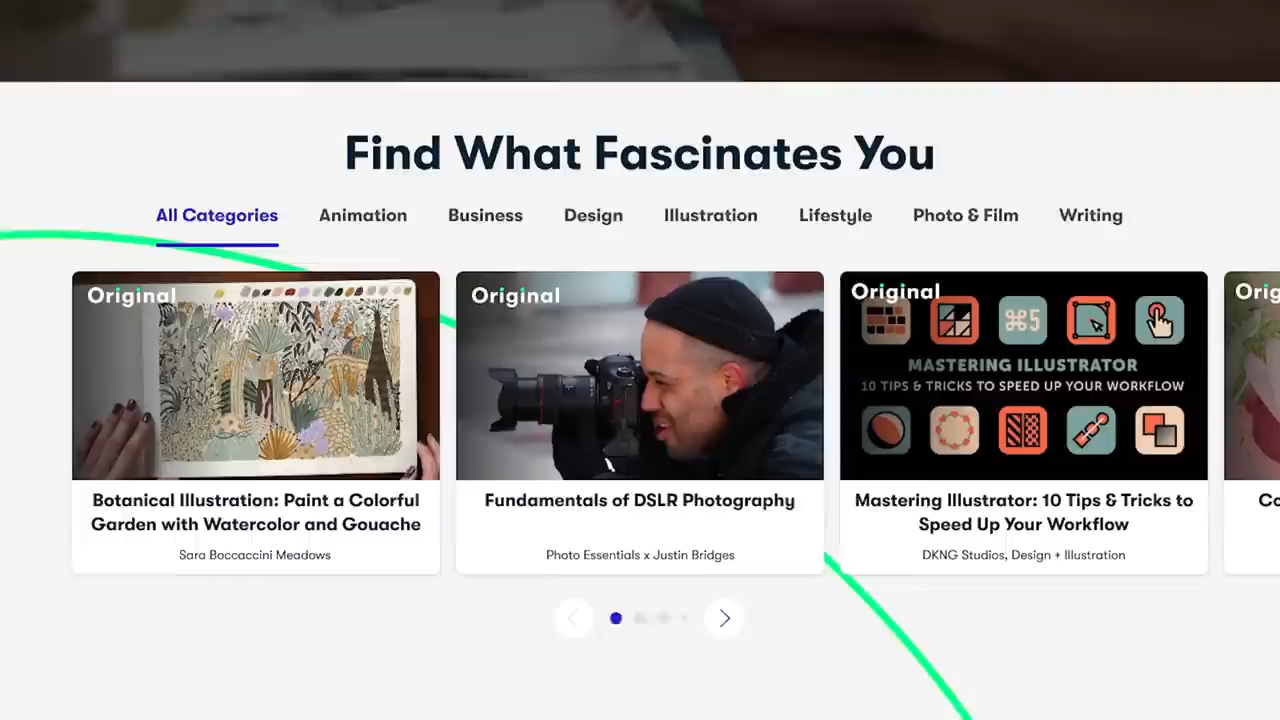 Find What Fascinates You
All Categories Animation Business Design Illustration Lifestyle Photo & Film Writing
Original
Original
Original
⌘5
MASTERING ILLUSTRATOR
10 TIPS & TRICKS TO SPEED UP YOUR WORKFLOW
Botanical Illustration: Paint a Colorful
Garden with Watercolor and Gouache
Sara Boccaccini Meadows
Fundamentals of DSLR Photography
Photo Essentials x Justin Bridges
Mastering Illustrator: 10 Tips & Tricks to
Speed Up Your Workflow
DKNG Studios, Design + Illustration